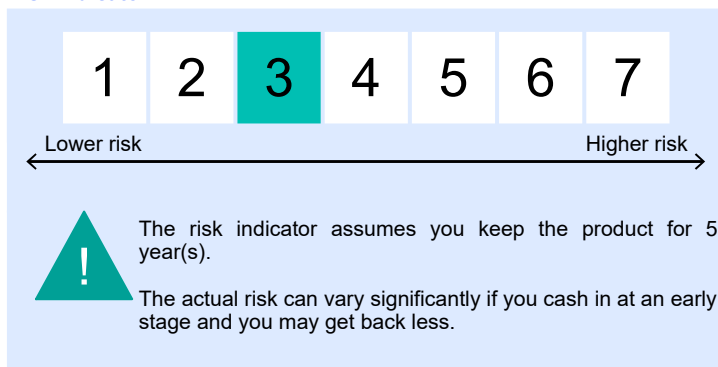 1 2 3 4 5 6 7
Lower risk Higher risk
The risk indicator assumes you keep the product for 5
year(s).
!
The actual risk can vary significantly if you cash in at an early
stage and you may get back less.